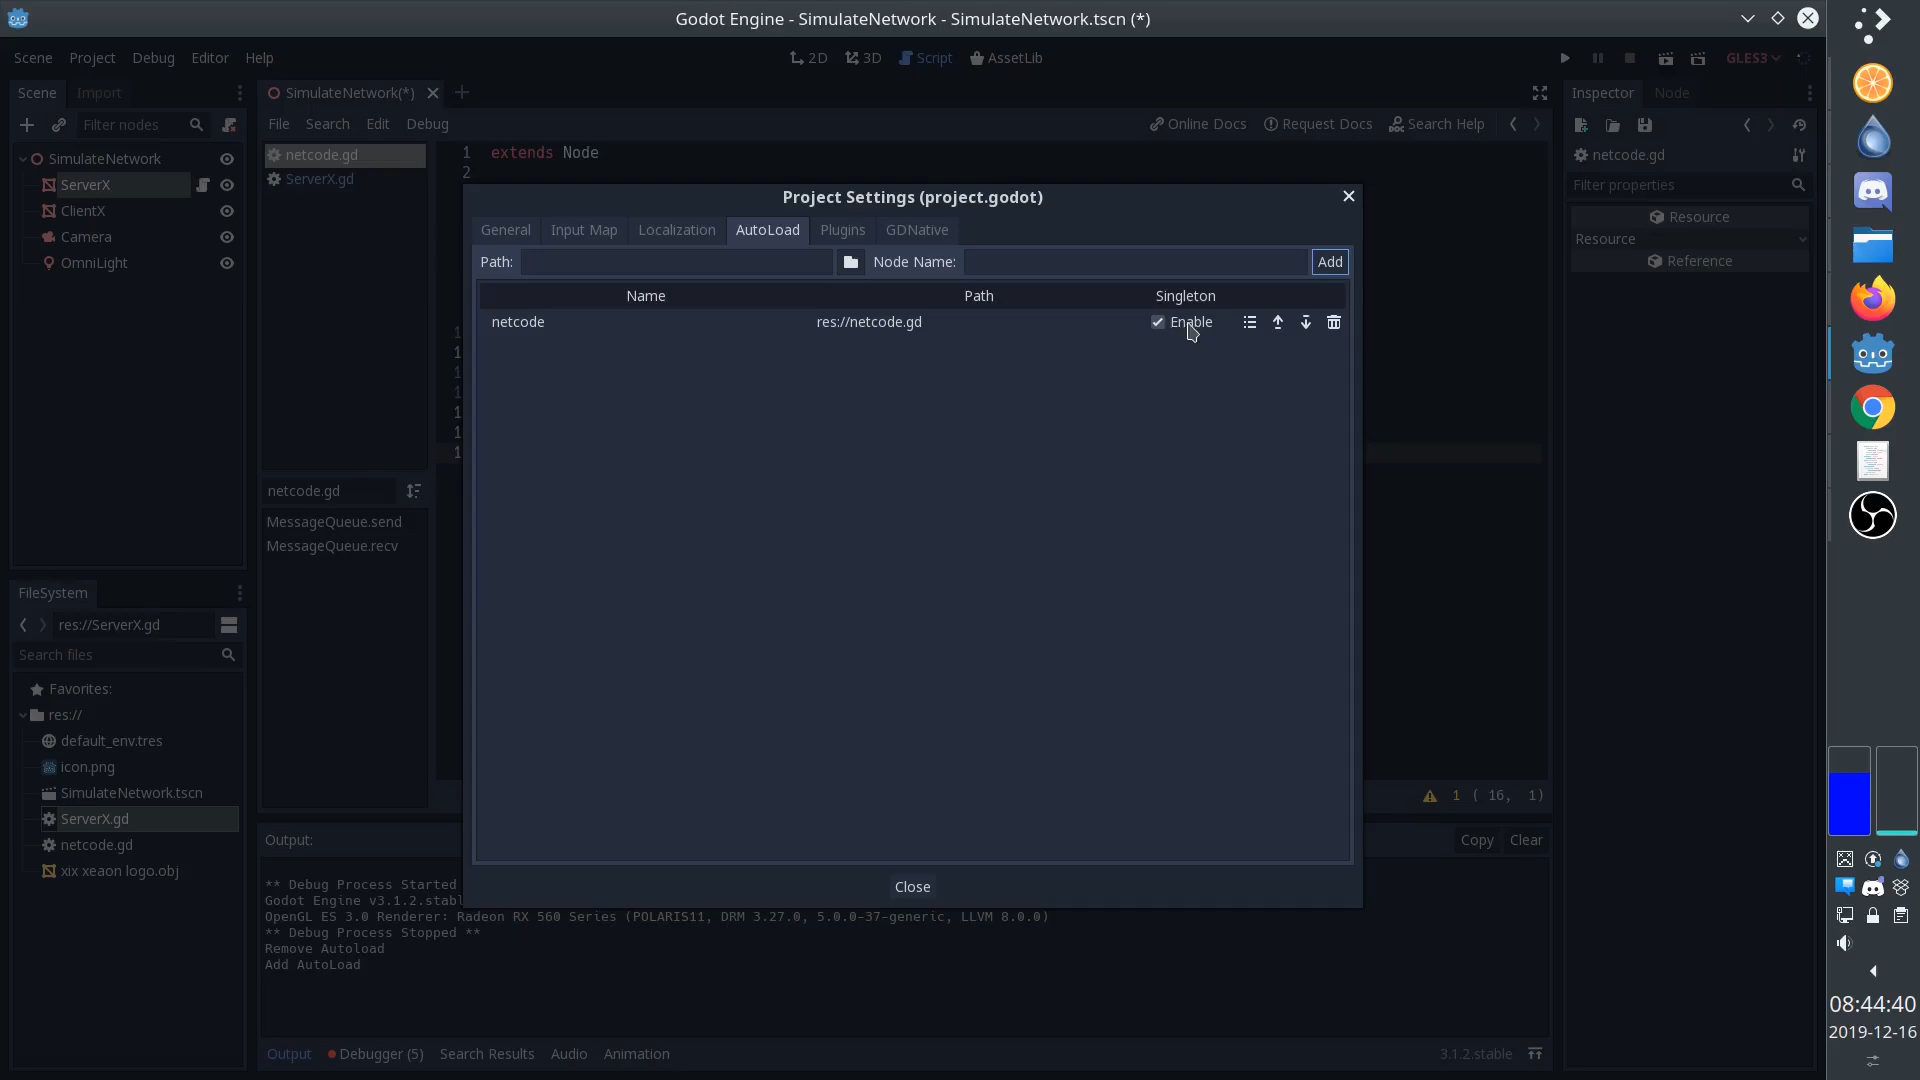 Godot Engine - SimulateNetwork - SimulateNetwork.tscn (*)
Scene Project Debug Editor Help
2D 3D Script AssetLib
GLES3
Scene Import
SimulateNetwork(*)
Inspector Node
Filter nodes
File Search Edit Debug
Online Docs Request Docs Search Help
SimulateNetwork
ServerX
ClientX
Camera
OmniLight
netcode.gd
ServerX.gd
1 extends Node
2
netcode.gd
Filter properties
Resource
Resource
Reference
Project Settings (project.godot)
General Input Map Localization AutoLoad Plugins GDNative
Path: Node Name: Add
Name Path Singleton
netcode res://netcode.gd Enable
1
1
1
1
1
1
1
netcode.gd
MessageQueue.send
MessageQueue.recv
Close
FileSystem
res://ServerX.gd
Search files
Favorites:
res://
default_env.tres
icon.png
SimulateNetwork.tscn
ServerX.gd
netcode.gd
xix xeaon logo.obj
1 ( 16, 1)
Output: Copy Clear
** Debug Process Started
Godot Engine v3.1.2.stabl
OpenGL ES 3.0 Renderer: Radeon RX 560 Series (POLARIS11, DRM 3.27.0, 5.0.0-37-generic, LLVM 8.0.0)
** Debug Process Stopped **
Remove Autoload
Add AutoLoad
Output Debugger (5) Search Results Audio Animation
3.1.2.stable
08:44:40
2019-12-16